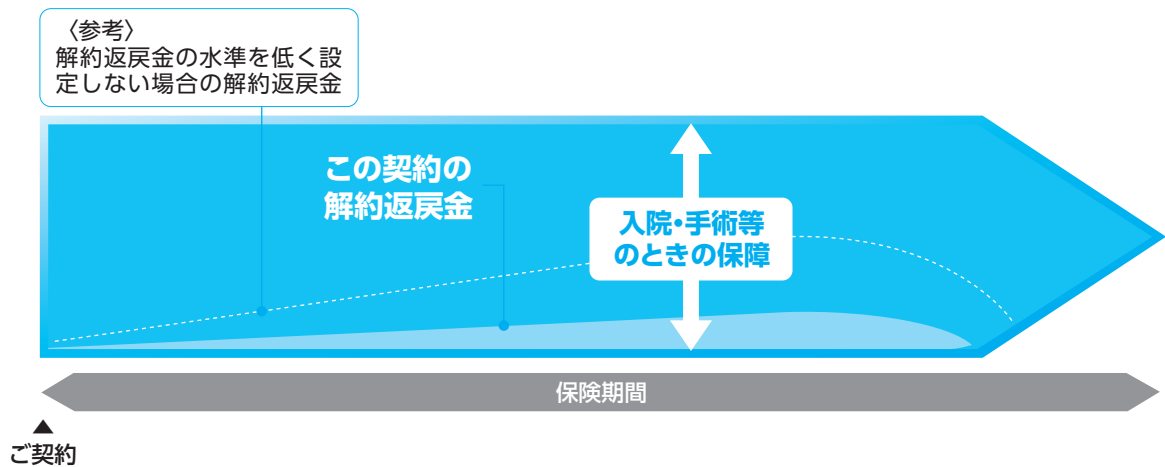 〈参考〉
解約返戻金の水準を低く設
定しない場合の解約返戻金
この契約の
解約返戻金
入院・手術等
のときの保障
保険期間
▲
ご契約